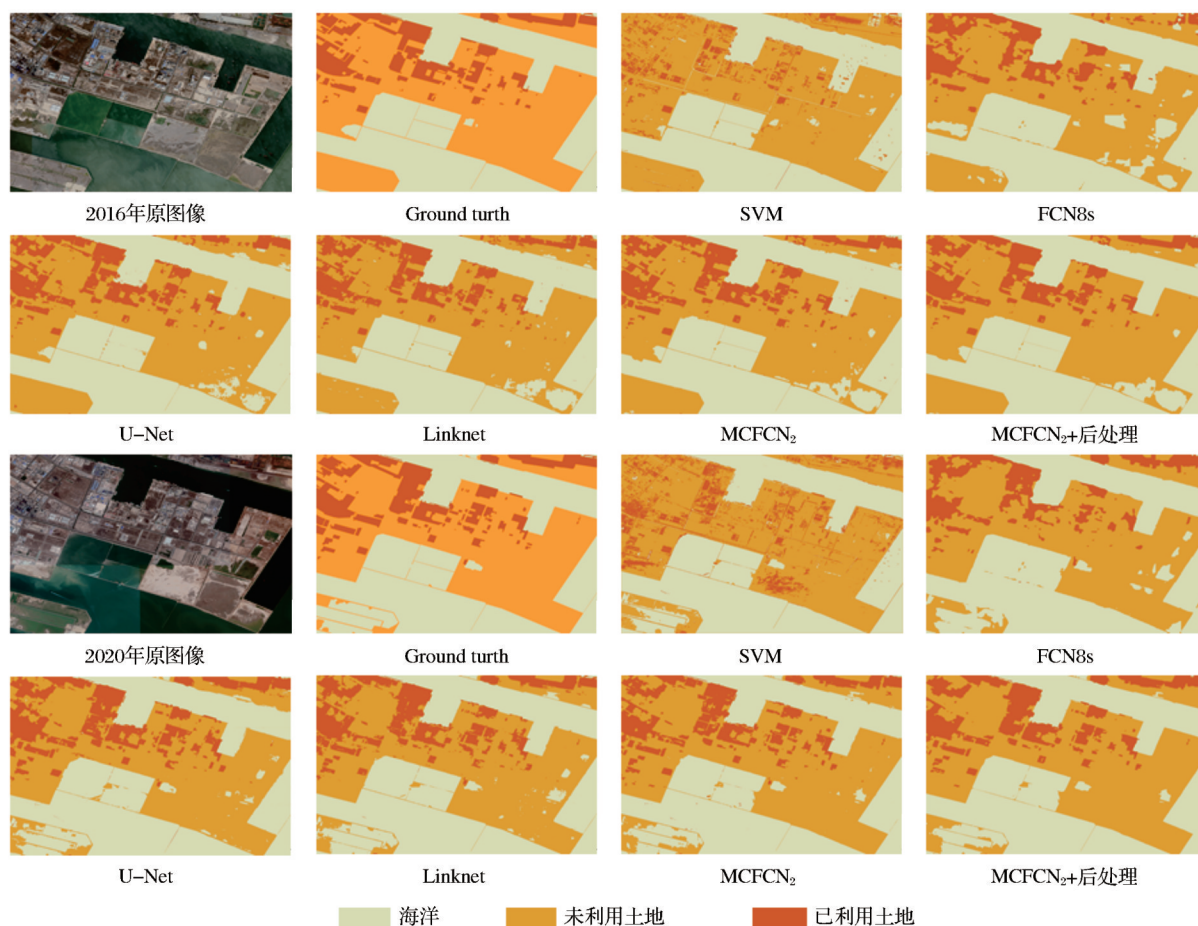 2016年原图像
Ground turth
SVM
FCN8s
U-Net
Linknet
MCFCN₂
MCFCN₂+后处理
2020年原图像
Ground turth
SVM
FCN8s
U-Net
Linknet
MCFCN₂
MCFCN₂+后处理
海洋
未利用土地
已利用土地